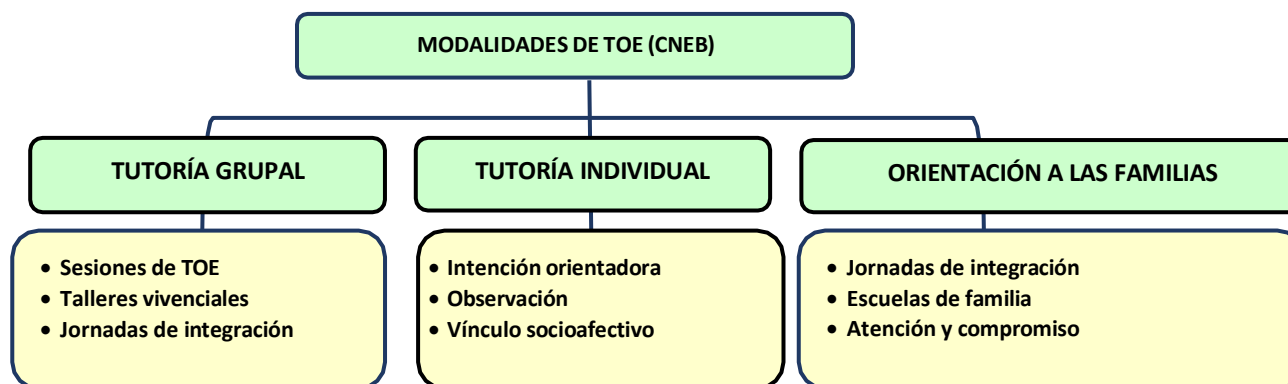 MODALIDADES DE TOE (CNEB)
TUTORÍA GRUPAL
• Sesiones de TOE
• Talleres vivenciales
• Jornadas de integración
TUTORÍA INDIVIDUAL
• Intención orientadora
• Observación
• Vínculo socioafectivo
ORIENTACIÓN A LAS FAMILIAS
• Jornadas de integración
• Escuelas de familia
• Atención y compromiso